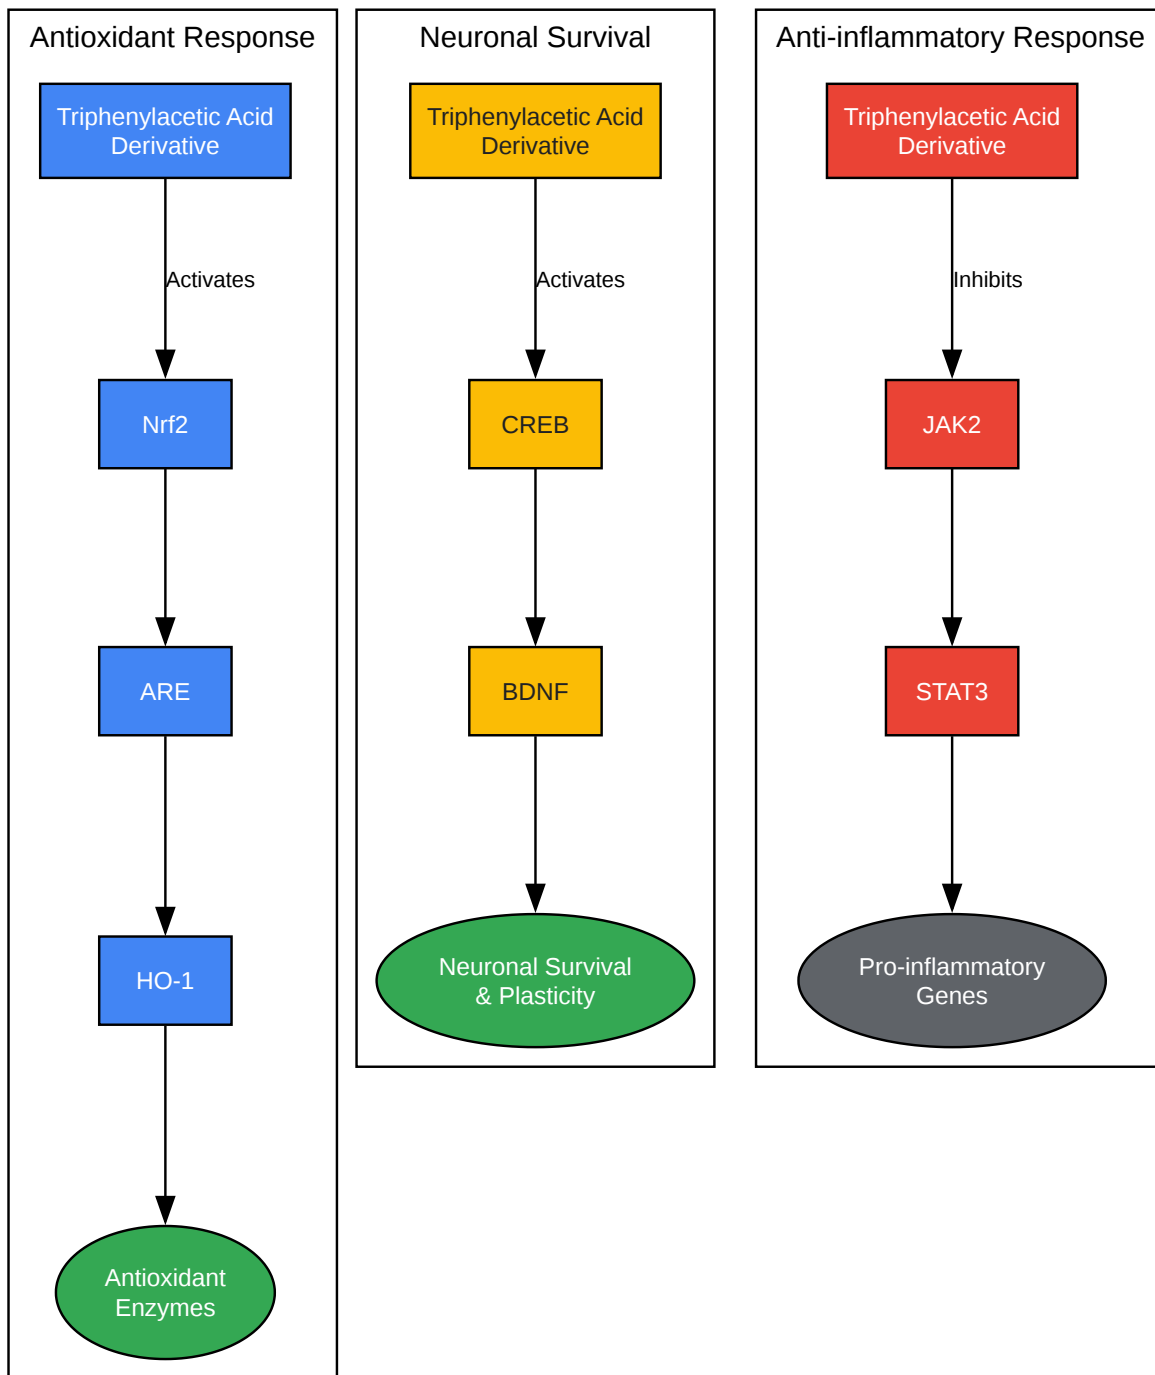 Antioxidant Response
Triphenylacetic Acid
Derivative
Activates
Nrf2
ARE
HO-1
Antioxidant
Enzymes
Neuronal Survival
Triphenylacetic Acid
Derivative
Activates
CREB
BDNF
Neuronal Survival
& Plasticity
Anti-inflammatory Response
Triphenylacetic Acid
Derivative
Inhibits
JAK2
STAT3
Pro-inflammatory
Genes